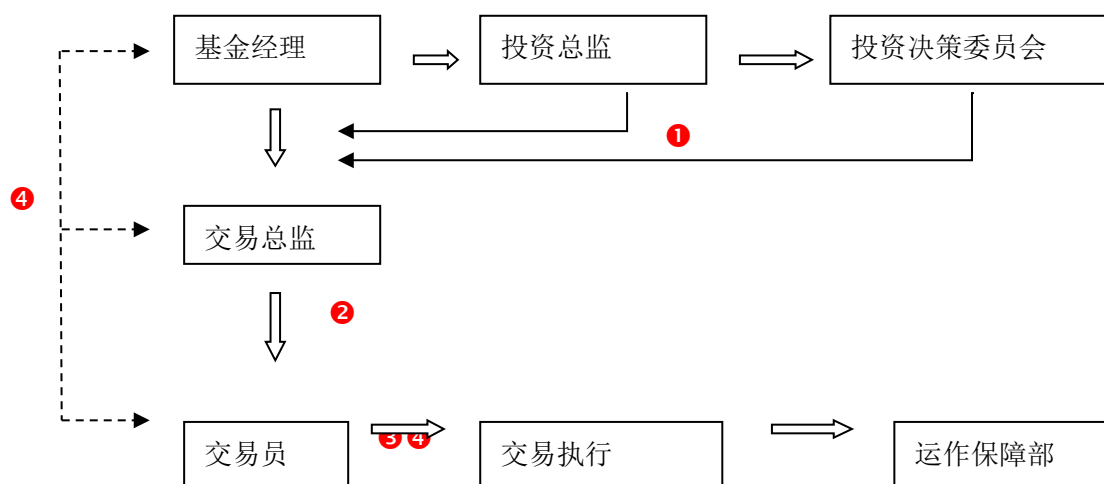 基金经理
投资总监
投资决策委员会
❶
❹
交易总监
❷
交易员
❸❹
交易执行
运作保障部